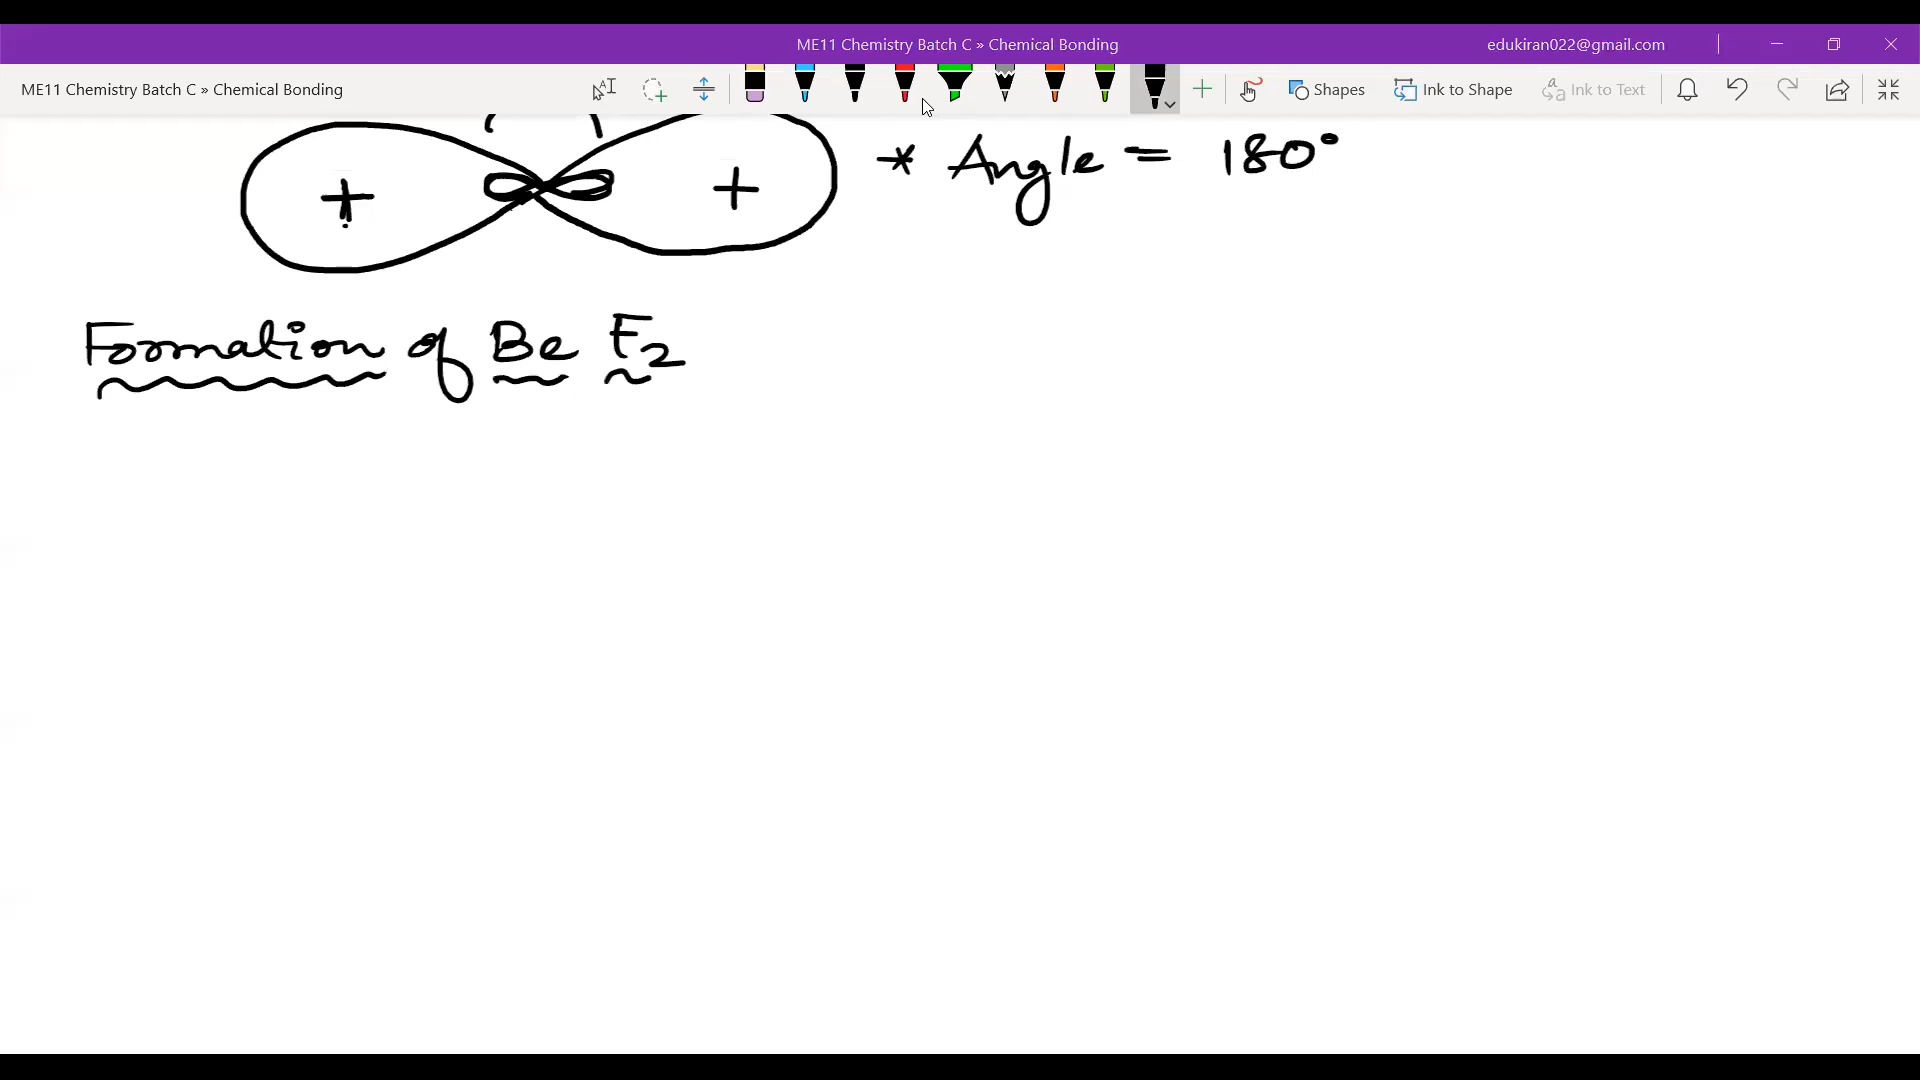 ME11 Chemistry Batch C » Chemical Bonding
edukiran022@gmail.com
ME11 Chemistry Batch C » Chemical Bonding
Shapes
Ink to Shape
Ink to Text
+ +
* Angle = 180°
Formation of Be F2